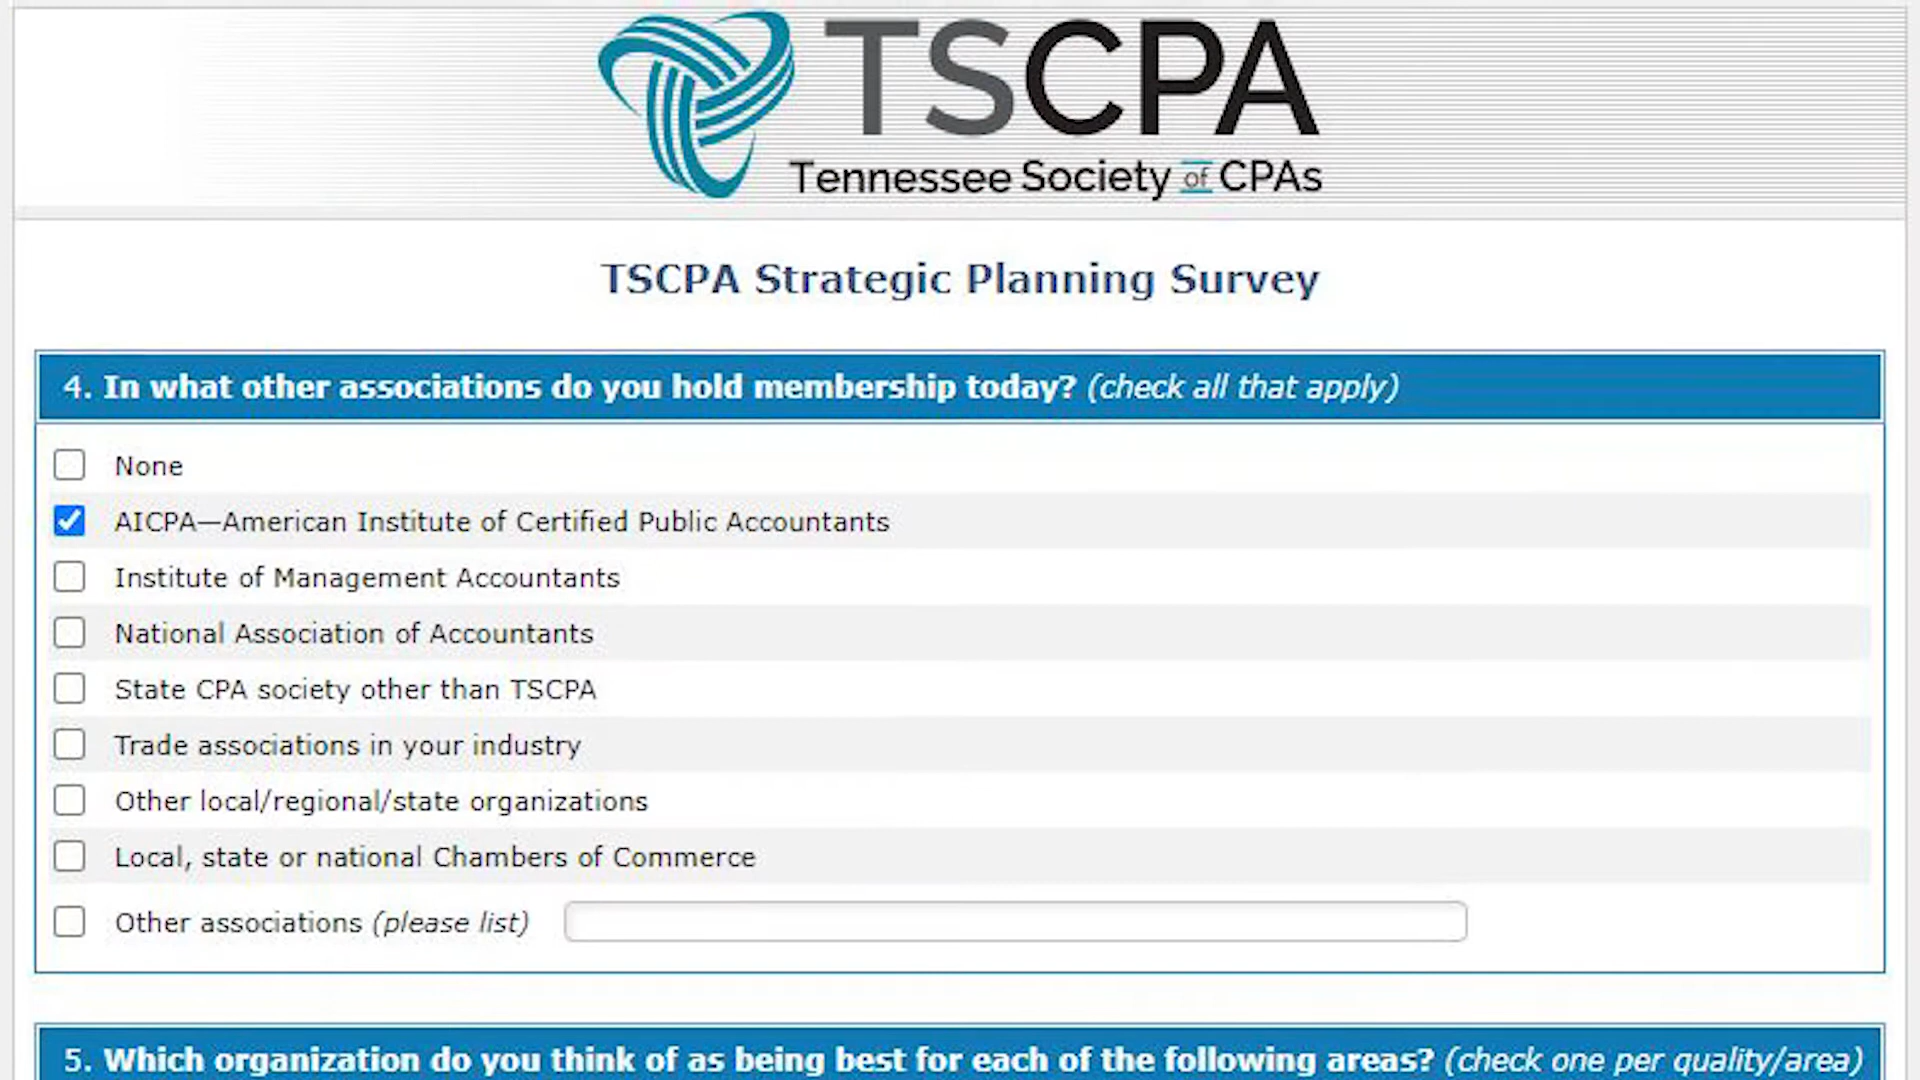 TSCPA
Tennessee Society of CPAs
TSCPA Strategic Planning Survey
4. In what other associations do you hold membership today? (check all that apply)
None
AICPA—American Institute of Certified Public Accountants
Institute of Management Accountants
National Association of Accountants
State CPA society other than TSCPA
Trade associations in your industry
Other local/regional/state organizations
Local, state or national Chambers of Commerce
Other associations (please list)
5. Which organization do you think of as being best for each of the following areas? (check one per quality/area)